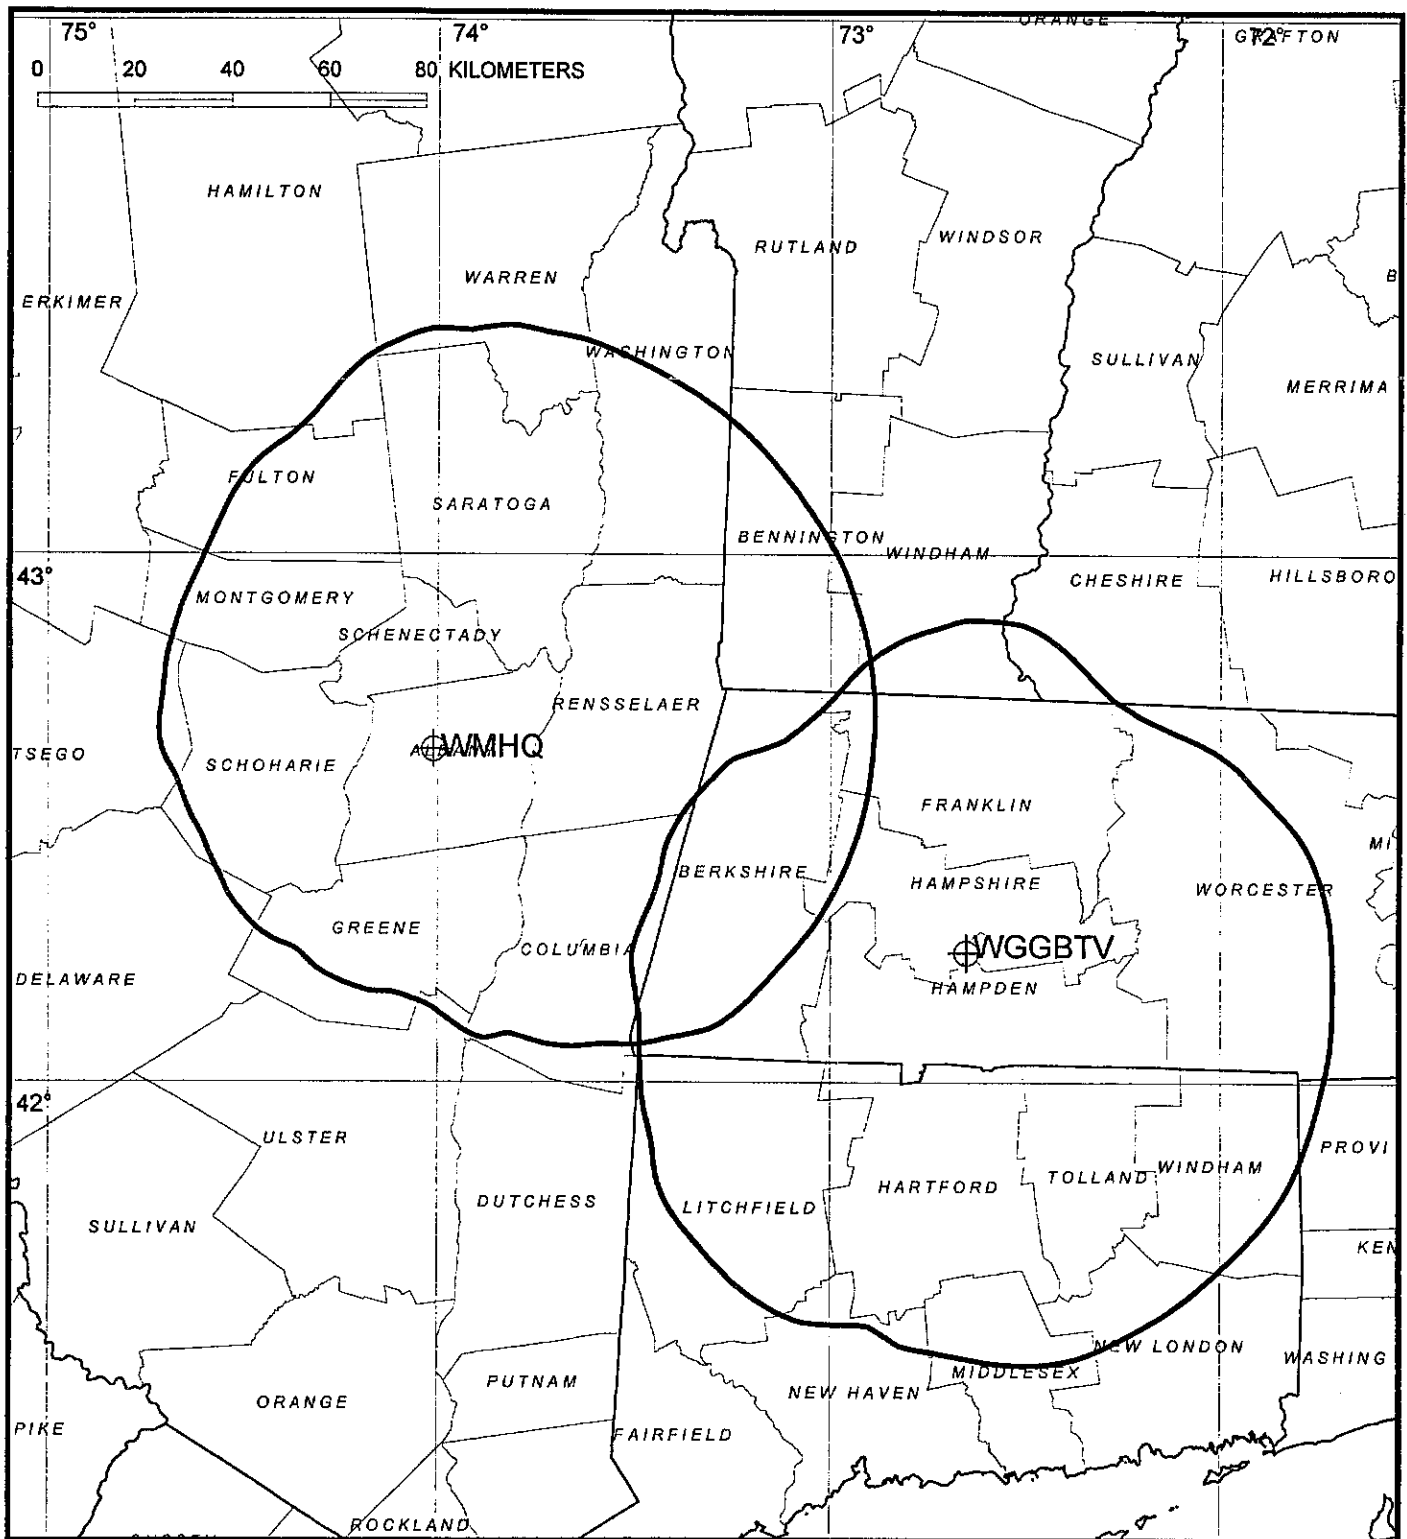 ORANGE
75°
74°
73°
72°
GRAFTON
0 20 40 60 80 KILOMETERS
HAMILTON
WINDSOR
RUTLAND
WARREN
ERKIMER
B
WASHINGTON
SULLIVAN
MERRIMA
FULTON
SARATOGA
BENNINGTON
WINDHAM
43°
CHESHIRE
HILLSBORO
MONTGOMERY
SCHENECTADY
RENSSELAER
WMHQ
TSEGO
SCHOHARIE
FRANKLIN
MI
BERKSHIRE
HAMPSHIRE
WORCESTER
GREENE
COLUMBIA
WGGBTV
DELAWARE
HAMPDEN
42°
ULSTER
PROVI
WINDHAM
TOLLAND
HARTFORD
DUTCHESS
LITCHFIELD
SULLIVAN
KEN
NEW LONDON
WASHING
MIDDLESEX
PUTNAM
NEW HAVEN
ORANGE
PIKE
FAIRFIELD
ROCKLAND